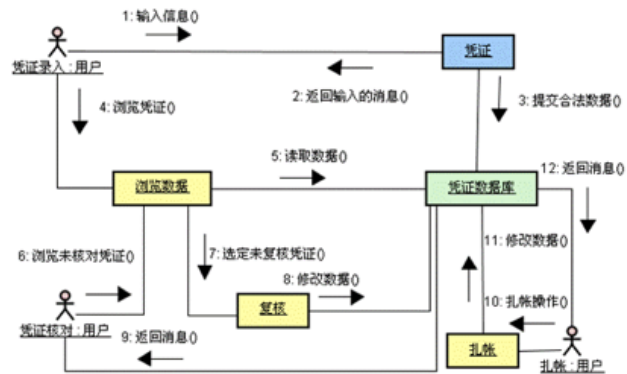 1: 输入信息()
凭证录入 : 用户
凭证
2: 返回输入的消息()
3: 提交合法数据()
4: 浏览凭证()
5: 读取数据()
12: 返回消息()
浏览数据
凭证数据库
6: 浏览未核对凭证()
7: 选定未复核凭证()
8: 修改数据()
11: 修改数据()
复核
10: 扎帐操作()
凭证核对 : 用户
9: 返回消息()
扎帐
扎帐 : 用户